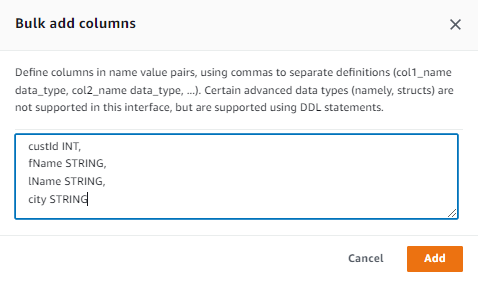 Bulk add columns
Define columns in name value pairs, using commas to separate definitions (col1_name
data_type, col2_name data_type, ...). Certain advanced data types (namely, structs) are
not supported in this interface, but are supported using DDL statements.
custId INT,
fName STRING,
lName STRING,
city STRING
Cancel Add